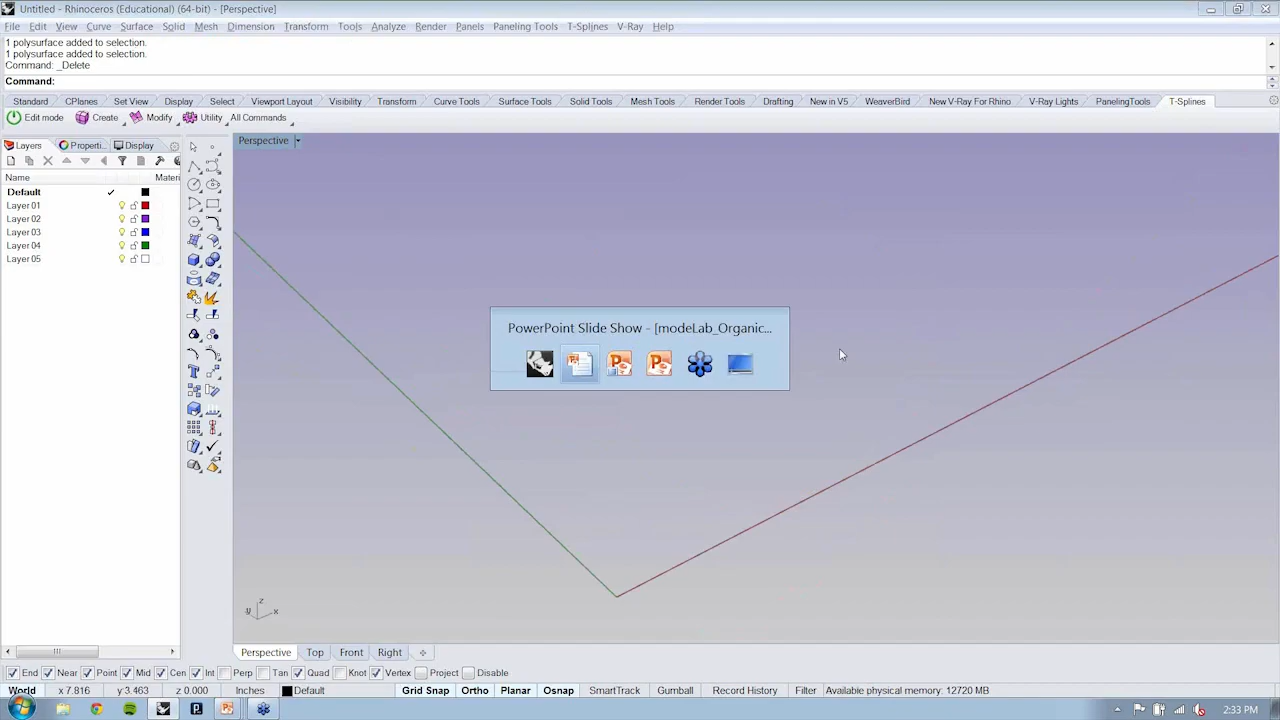 Untitled - Rhinoceros (Educational) (64-bit) - [Perspective]
File Edit View Curve Surface Solid Mesh Dimension Transform Tools Analyze Render Panels Paneling Tools T-Splines V-Ray Help
1 polysurface added to selection.
1 polysurface added to selection.
Command: _Delete
Command:
Standard CPlanes Set View Display Select Viewport Layout Visibility Transform Curve Tools Surface Tools Solid Tools Mesh Tools Render Tools Drafting New in V5 WeaverBird New V-Ray For Rhino V-Ray Lights PanelingTools T-Splines
Edit mode Create Modify Utility All Commands
Layers Properti... Display
Perspective
Name Materi
Default
Layer 01
Layer 02
Layer 03
Layer 04
Layer 05
PowerPoint Slide Show - [modeLab_Organic...
z
y x
Perspective Top Front Right
End Near Point Mid Cen Int Perp Tan Quad Knot Vertex Project Disable
World x 7.816 y 3.463 z 0.000 Inches Default Grid Snap Ortho Planar Osnap SmartTrack Gumball Record History Filter Available physical memory: 12720 MB
2:33 PM